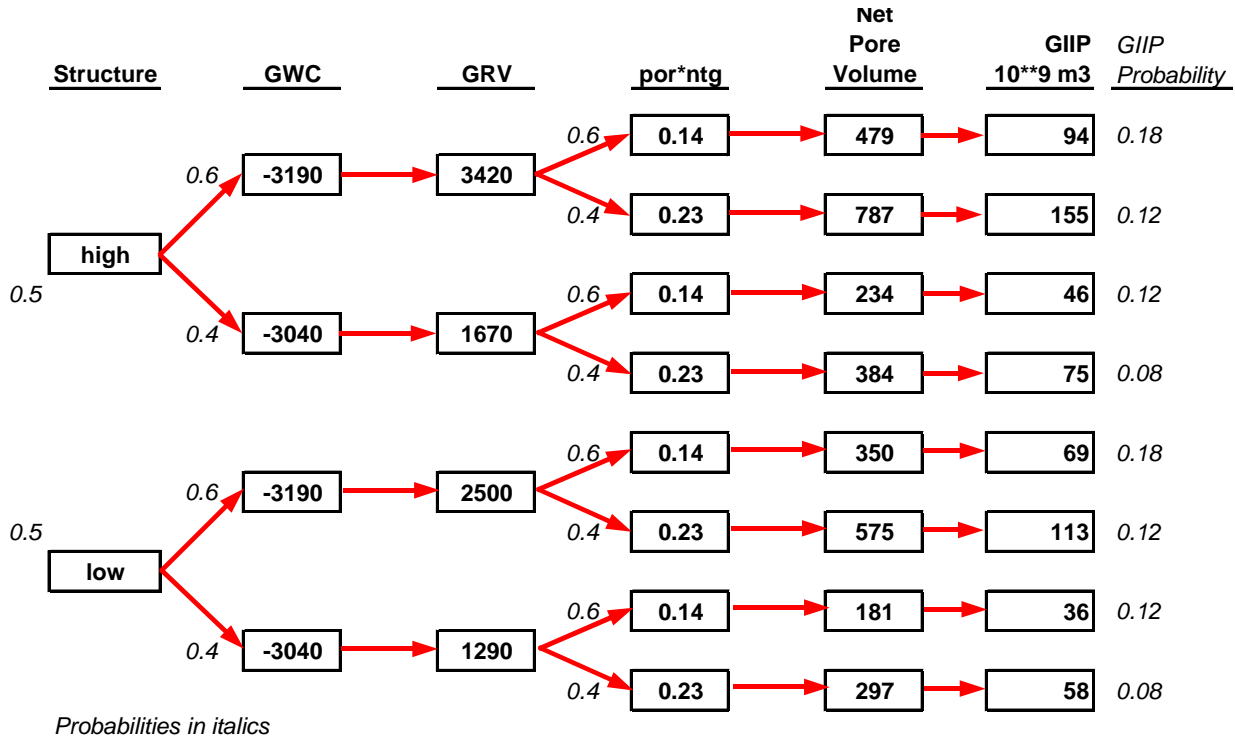 Net
Pore GIIP GIIP
Structure GWC GRV por*ntg Volume 10**9 m3 Probability
0.6 0.14 479 94 0.18
0.6 -3190 3420
0.4 0.23 787 155 0.12
high
0.5 0.6 0.14 234 46 0.12
0.4 -3040 1670
0.4 0.23 384 75 0.08
0.6 0.14 350 69 0.18
0.6 -3190 2500
0.5 0.4 0.23 575 113 0.12
low
0.6 0.14 181 36 0.12
0.4 -3040 1290
0.4 0.23 297 58 0.08
Probabilities in italics